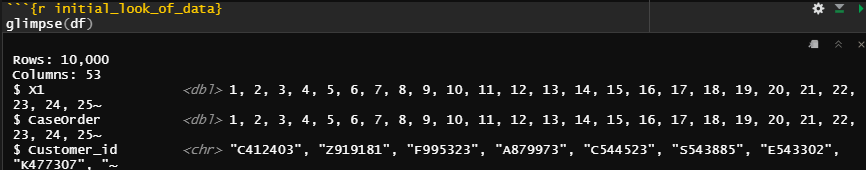 ```{r initial_look_of_data}
glimpse(df)
Rows: 10,000
Columns: 53
$ X1 <dbl> 1, 2, 3, 4, 5, 6, 7, 8, 9, 10, 11, 12, 13, 14, 15, 16, 17, 18, 19, 20, 21, 22,
23, 24, 25~
$ CaseOrder <dbl> 1, 2, 3, 4, 5, 6, 7, 8, 9, 10, 11, 12, 13, 14, 15, 16, 17, 18, 19, 20, 21, 22,
23, 24, 25~
$ Customer_id <chr> "C412403", "Z919181", "F995323", "A879973", "C544523", "S543885", "E543302",
"K477307", "~